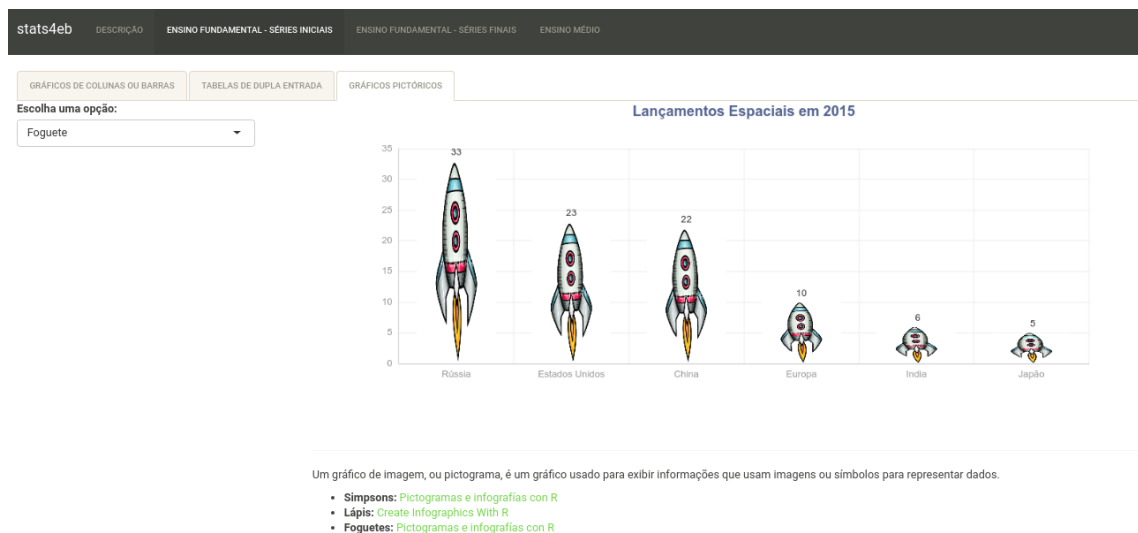 stats4eb DESCRIÇÃO ENSINO FUNDAMENTAL - SÉRIES INICIAIS ENSINO FUNDAMENTAL - SÉRIES FINAIS ENSINO MÉDIO
GRÁFICOS DE COLUNAS OU BARRAS TABELAS DE DUPLA ENTRADA GRÁFICOS PICTÓRICOS
Escolha uma opção:
Foguete
Lançamentos Espaciais em 2015
35
30
25
20
15
10
5
0
33
23
22
10
6
5
Rússia Estados Unidos China Europa India Japão
Um gráfico de imagem, ou pictograma, é um gráfico usado para exibir informações que usam imagens ou símbolos para representar dados.
• Simpsons: Pictogramas e infografías con R
• Lápis: Create Infographics With R
• Foguetes: Pictogramas e infografías con R